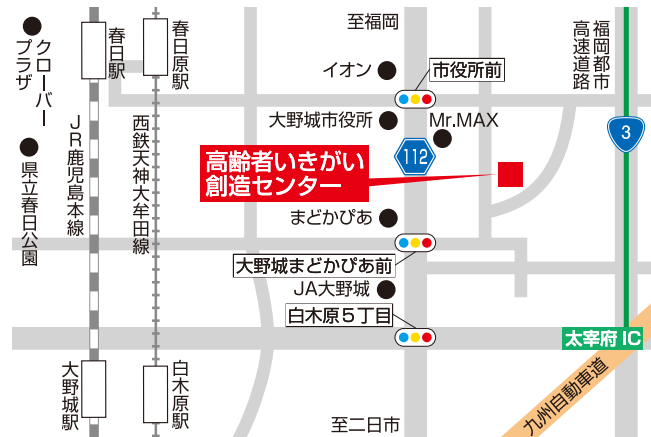 至福岡
福岡都市
高速道路
春日駅
春日原駅
クローバー
プラザ
イオン
市役所前
大野城市役所
Mr.MAX
3
112
高齢者いきがい
創造センター
JR鹿児島本線
西鉄天神大牟田線
県立春日公園
まどかぴあ
大野城まどかぴあ前
JA大野城
白木原5丁目
太宰府 IC
大野城駅
白木原駅
九州自動車道
至二日市